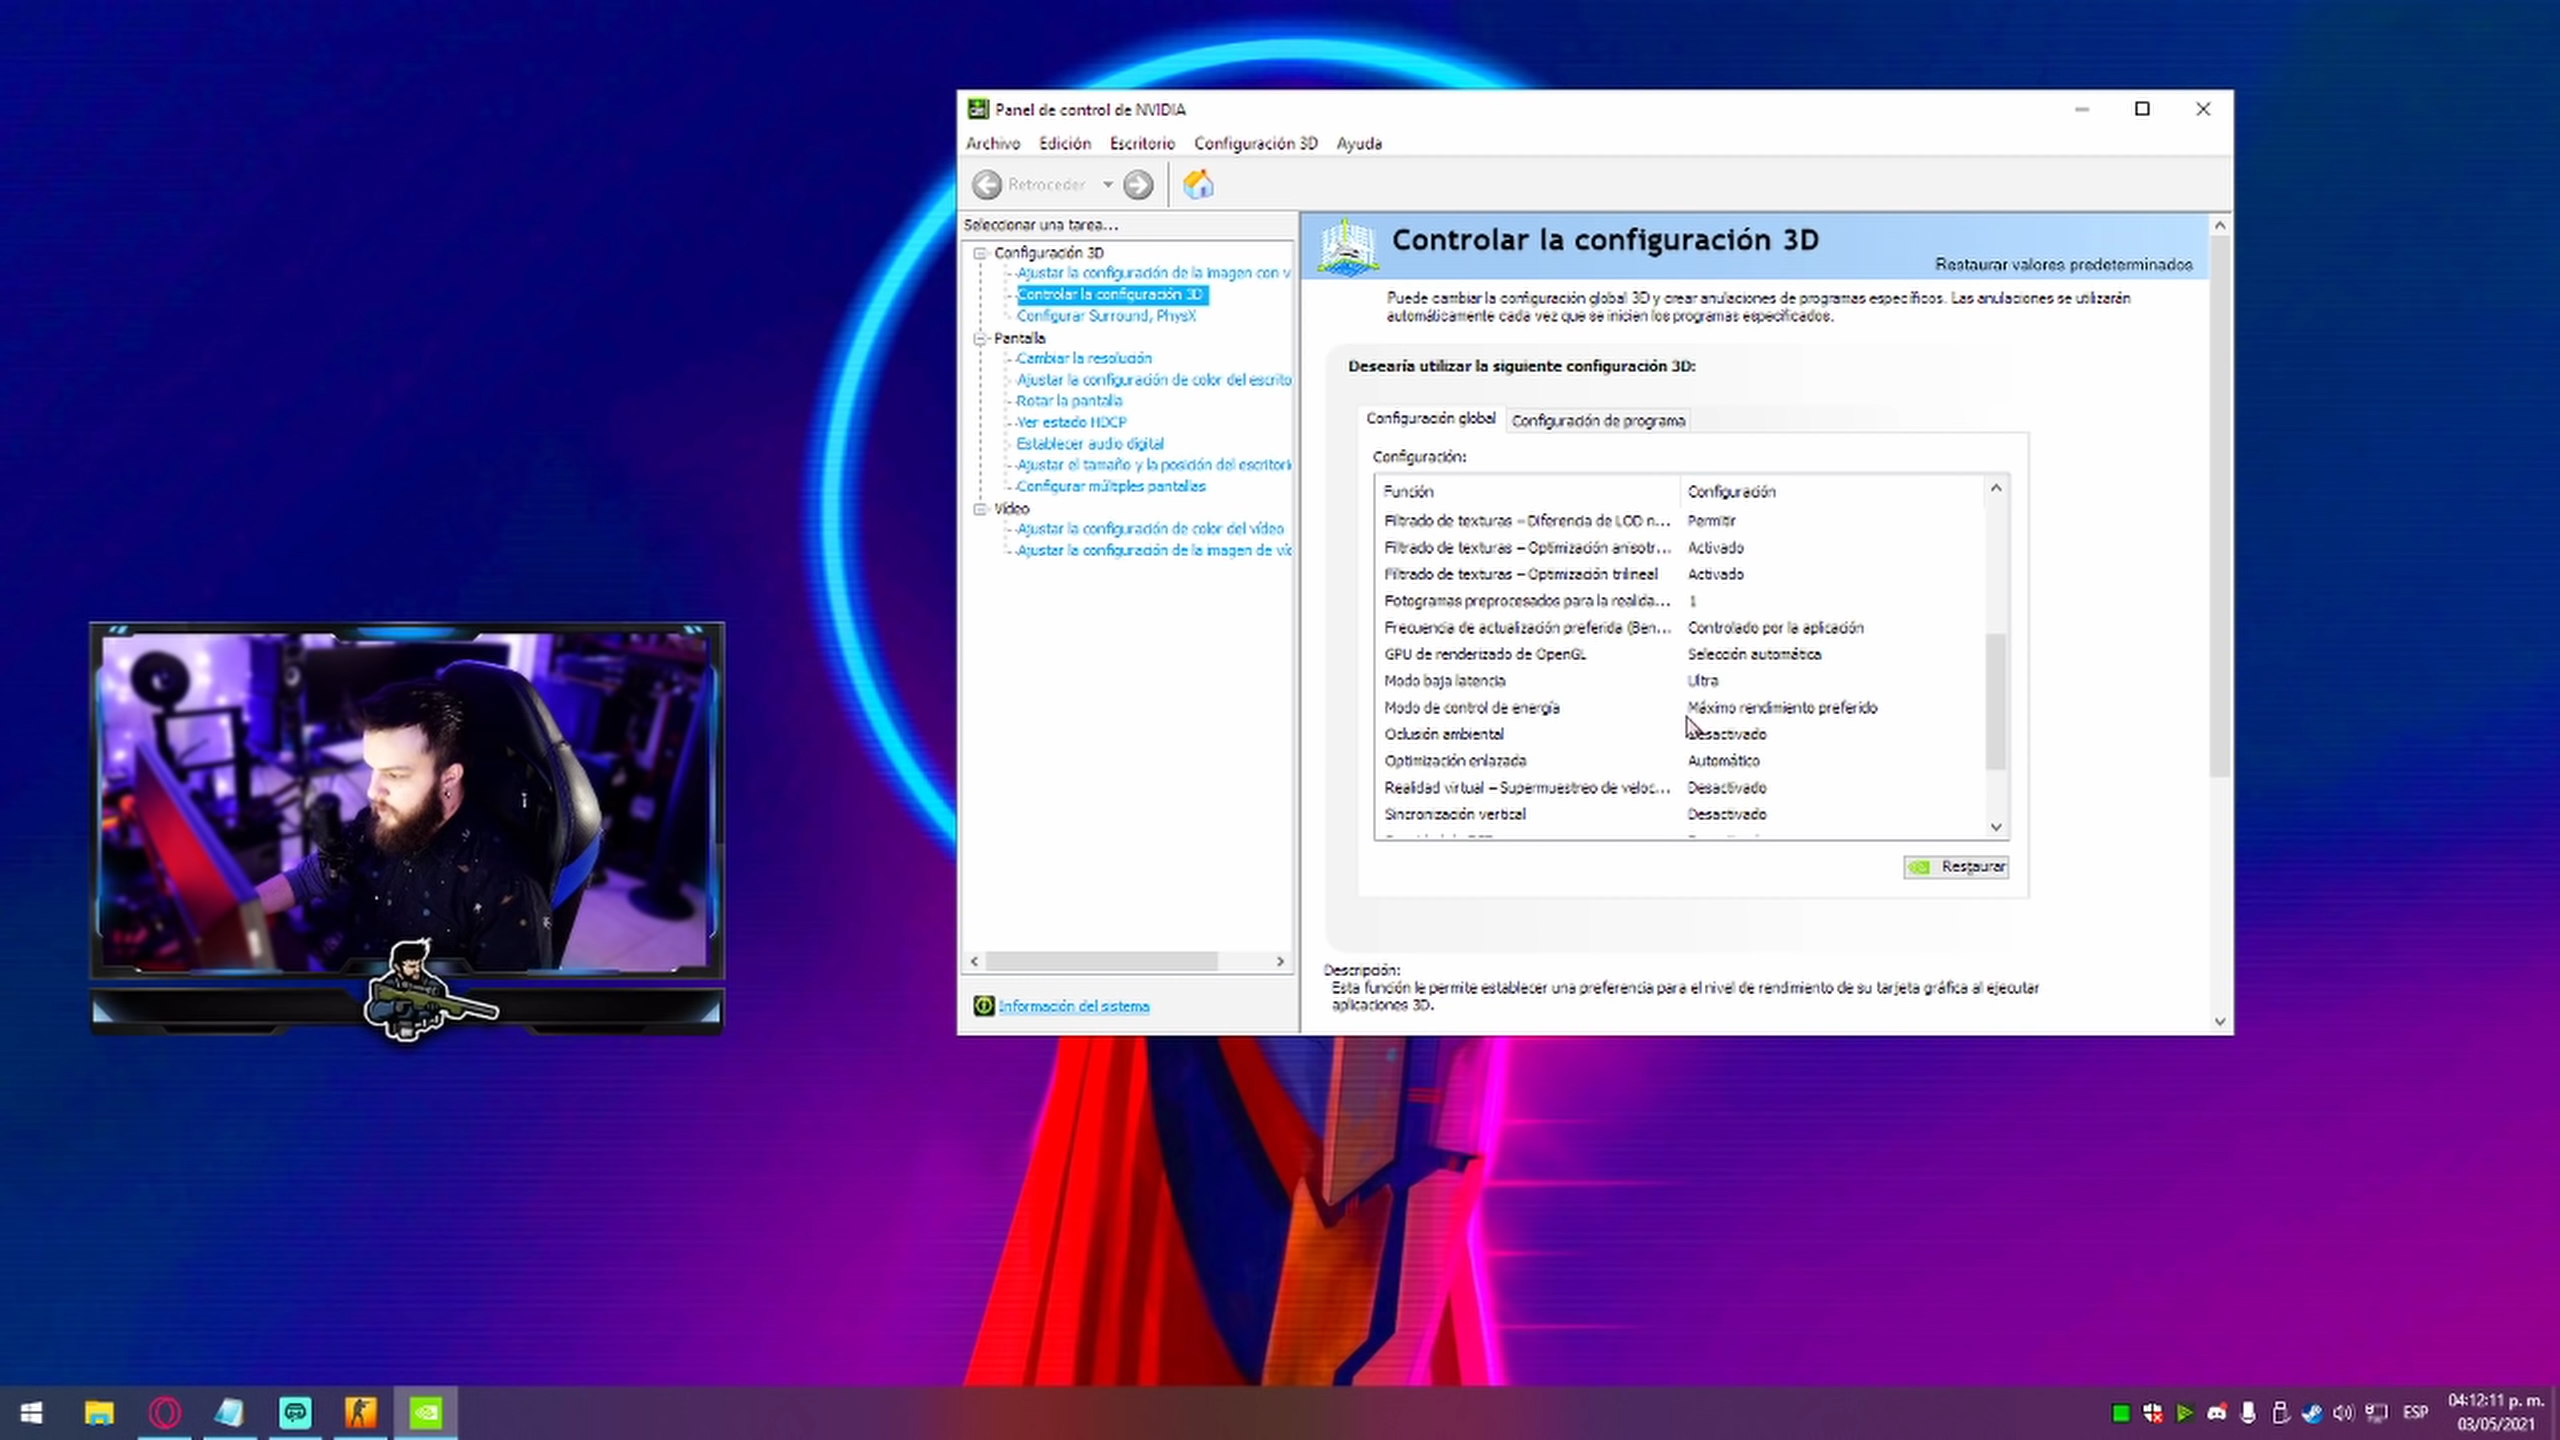 Panel de control de NVIDIA
Archivo Edición Escritorio Configuración 3D Ayuda
Retroceder
Seleccionar una tarea...
Configuración 3D
Ajustar la configuración de la imagen con v
Controlar la configuración 3D
Configurar Surround, PhysX
Pantalla
Cambiar la resolución
Ajustar la configuración de color del escrito
Rotar la pantalla
Ver estado HDCP
Establecer audio digital
Ajustar el tamaño y la posición del escritori
Configurar múltiples pantallas
Vídeo
Ajustar la configuración de color del vídeo
Ajustar la configuración de la imagen de víd
Información del sistema
Controlar la configuración 3D
Restaurar valores predeterminados
Puede cambiar la configuración global 3D y crear anulaciones de programas específicos. Las anulaciones se utilizarán
automáticamente cada vez que se inicien los programas especificados.
Desearía utilizar la siguiente configuración 3D:
Configuración global Configuración de programa
Configuración:
Función Configuración
Filtrado de texturas – Diferencia de LOD n... Permitir
Filtrado de texturas – Optimización anisotr... Activado
Filtrado de texturas – Optimización trilineal Activado
Fotogramas preprocesados para la realida... 1
Frecuencia de actualización preferida (Ben... Controlado por la aplicación
GPU de renderizado de OpenGL Selección automática
Modo baja latencia Ultra
Modo de control de energía Máximo rendimiento preferido
Oclusión ambiental Desactivado
Optimización enlazada Automático
Realidad virtual – Supermuestreo de veloc... Desactivado
Sincronización vertical Desactivado
Restaurar
Descripción:
Esta función le permite establecer una preferencia para el nivel de rendimiento de su tarjeta gráfica al ejecutar
aplicaciones 3D.
ESP
04:12:11 p. m.
03/05/2021